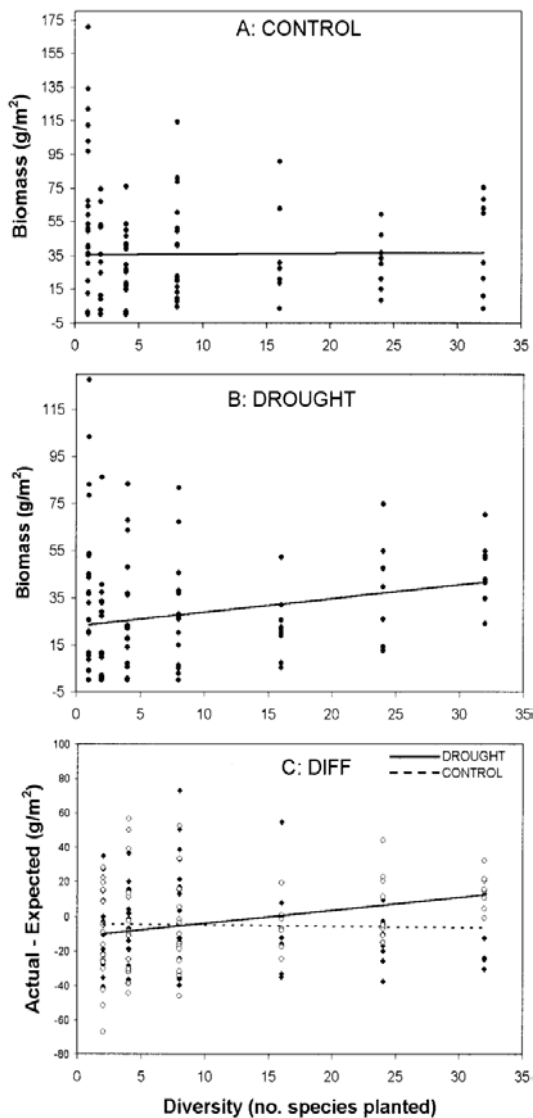 A: CONTROL
Biomass (g/m²)
175
155
135
115
95
75
55
35
15
-5
0 5 10 15 20 25 30 35
B: DROUGHT
Biomass (g/m²)
115
95
75
55
35
15
-5
0 5 10 15 20 25 30 35
C: DIFF
DROUGHT
CONTROL
Actual - Expected (g/m²)
100
80
60
40
20
0
-20
-40
-60
-80
0 5 10 15 20 25 30 35
Diversity (no. species planted)